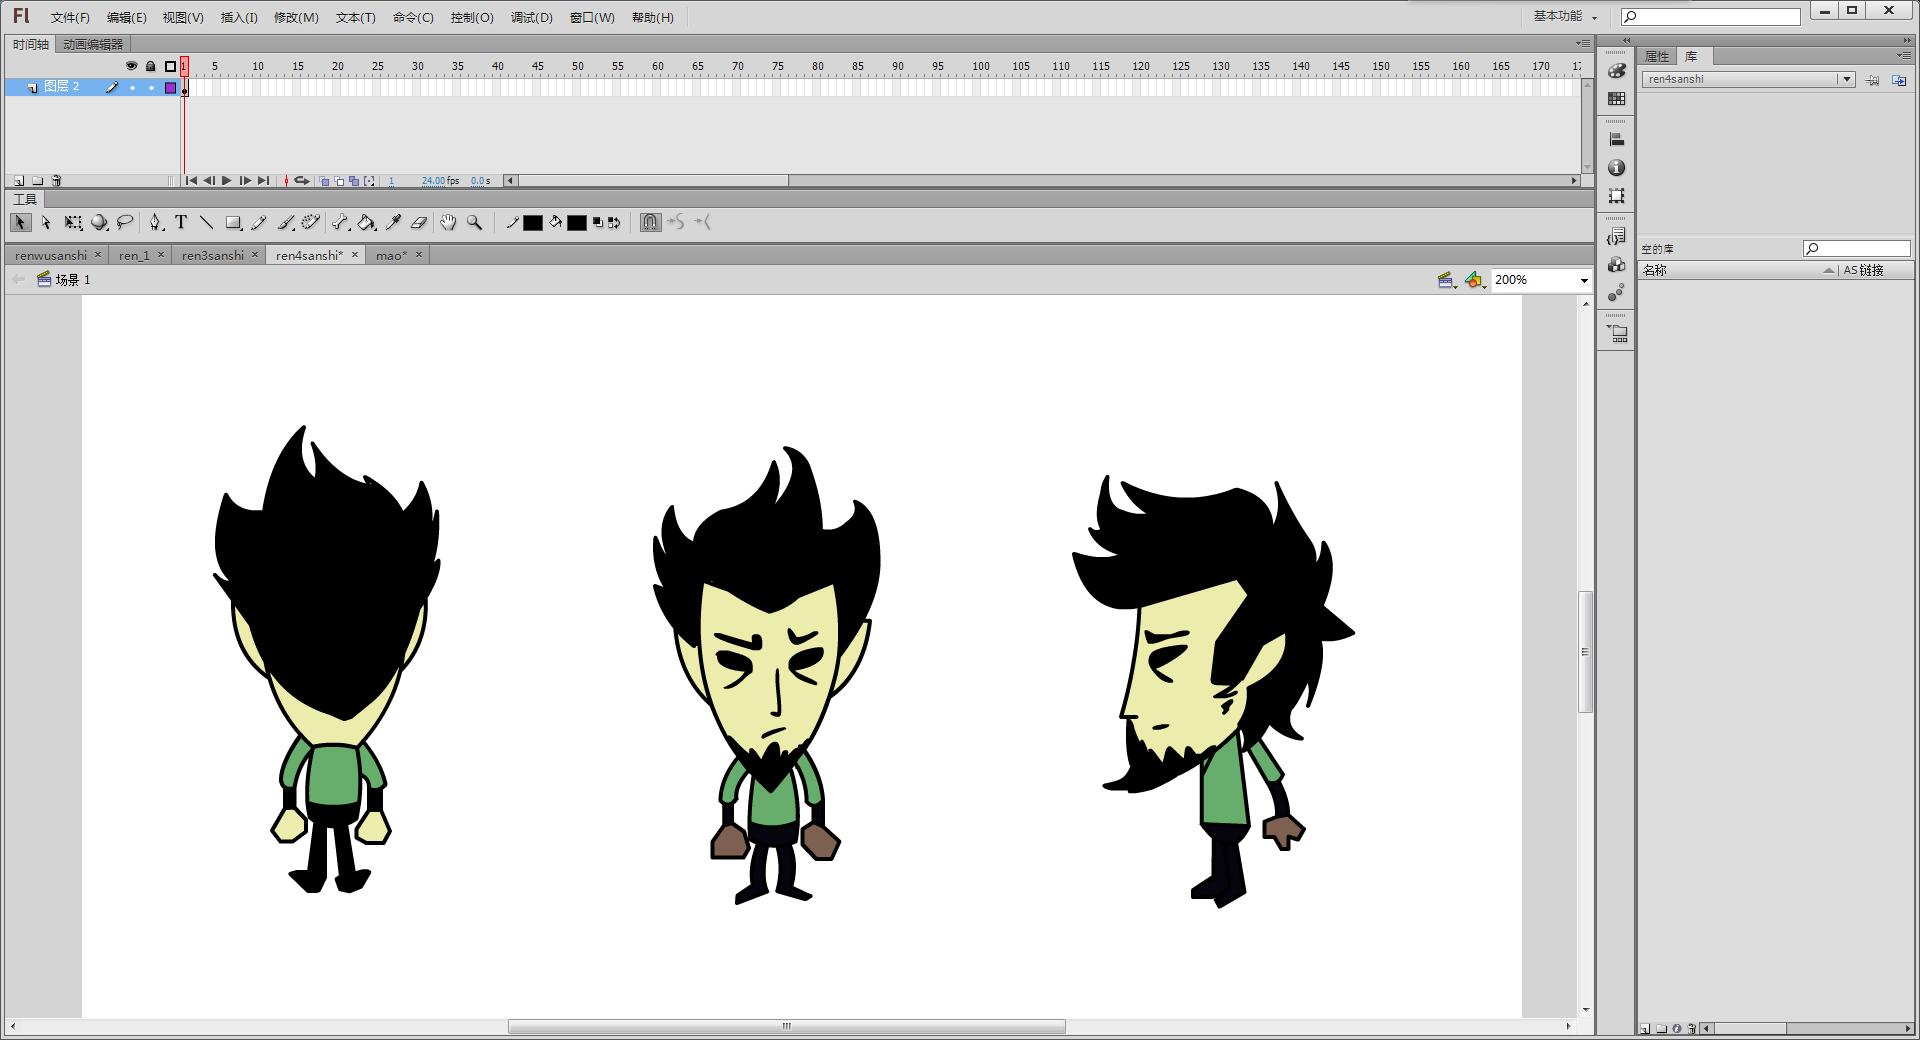 Fl 文件(F) 编辑(E) 视图(V) 插入(I) 修改(M) 文本(T) 命令(C) 控制(O) 调试(D) 窗口(W) 帮助(H) 基本功能
时间轴 动画编辑器
1 5 10 15 20 25 30 35 40 45 50 55 60 65 70 75 80 85 90 95 100 105 110 115 120 125 130 135 140 145 150 155 160 165 170
图层 2
1 24.00 fps 0.0 s
工具
renwusanshi × ren_1 × ren3sanshi × ren4sanshi* × mao* ×
场景 1 200%
属性 库
ren4sanshi
空的库
名称 AS 链接